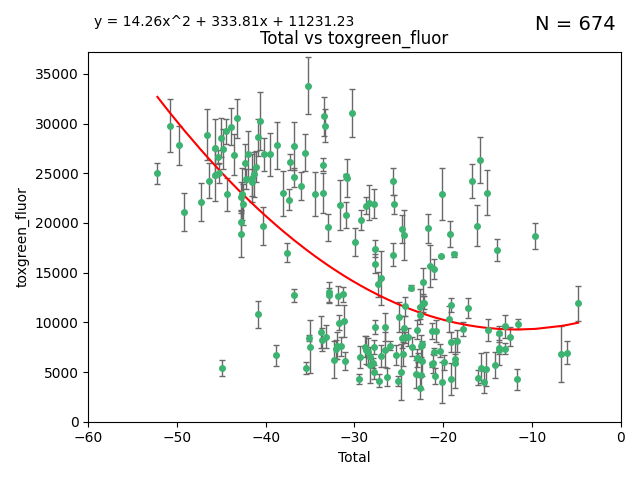 y = 14.26x^2 + 333.81x + 11231.23
N = 674
Total vs toxgreen_fluor
35000
30000
25000
20000
15000
10000
5000
0
toxgreen_fluor
−60 −50 −40 −30 −20 −10 0
Total